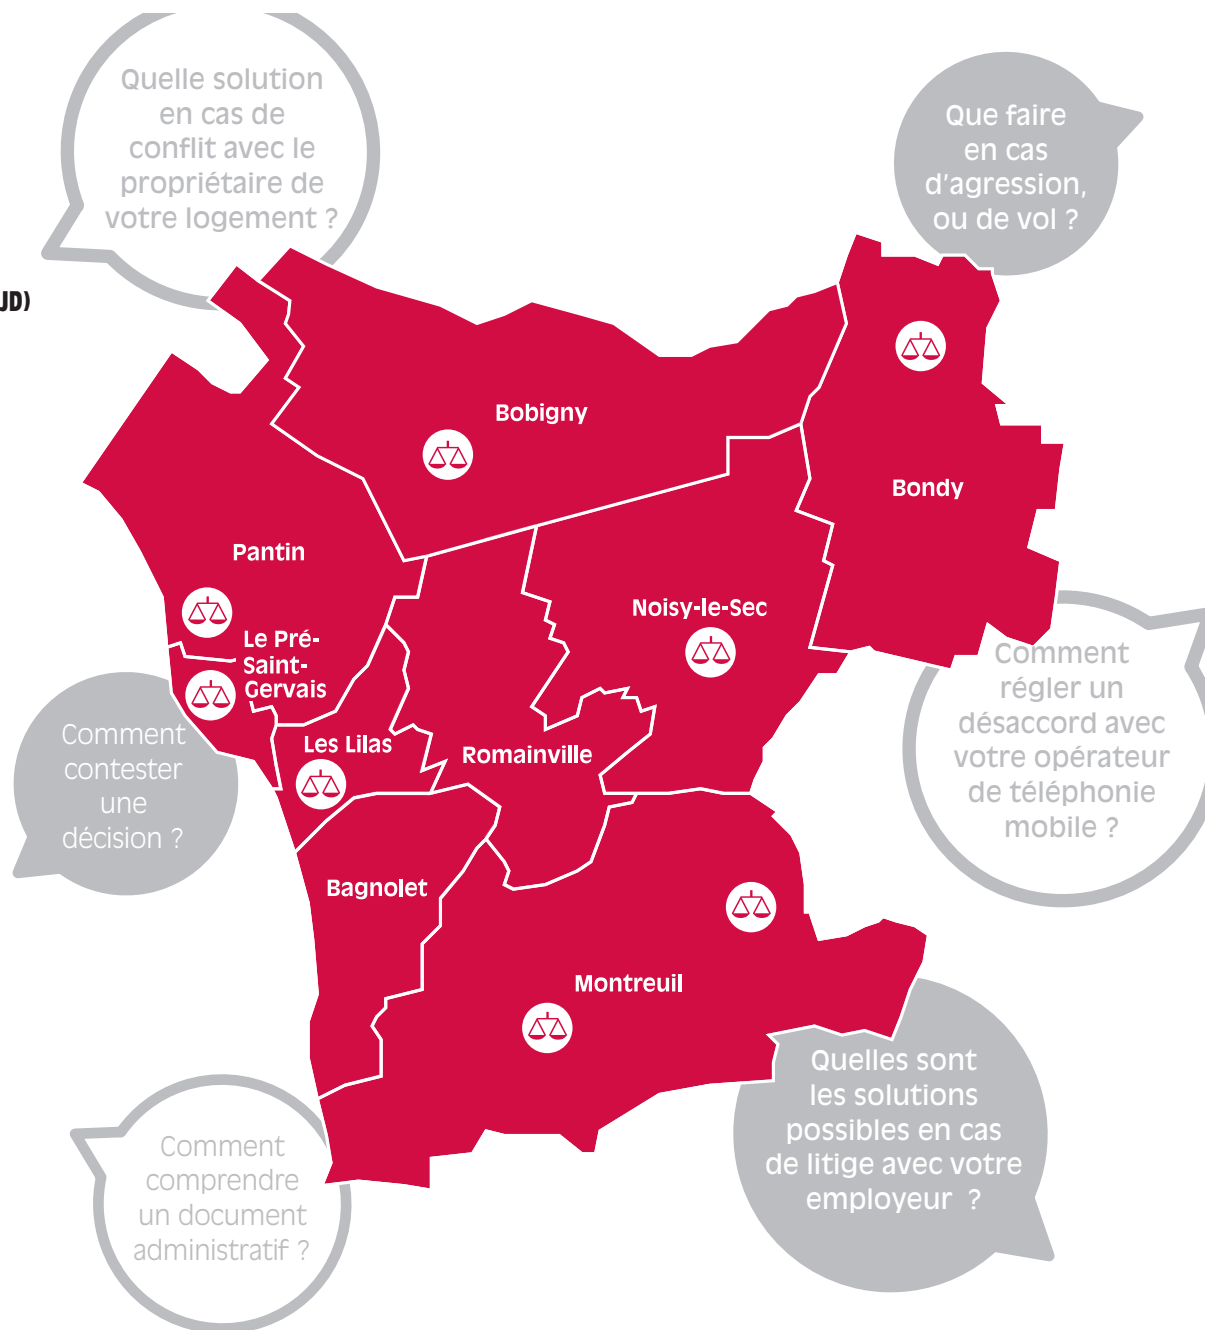 Quelle solution
en cas de
conflit avec le
propriétaire de
votre logement ?
Que faire
en cas
d'agression,
ou de vol ?
JD)
Bobigny
Bondy
Pantin
Noisy-le-Sec
Le Pré-
Saint-
Gervais
Comment
régler un
désaccord avec
votre opérateur
de téléphonie
mobile ?
Comment
contester
une
décision ?
Les Lilas
Romainville
Bagnolet
Montreuil
Quelles sont
les solutions
possibles en cas
de litige avec votre
employeur ?
Comment
comprendre
un document
administratif ?